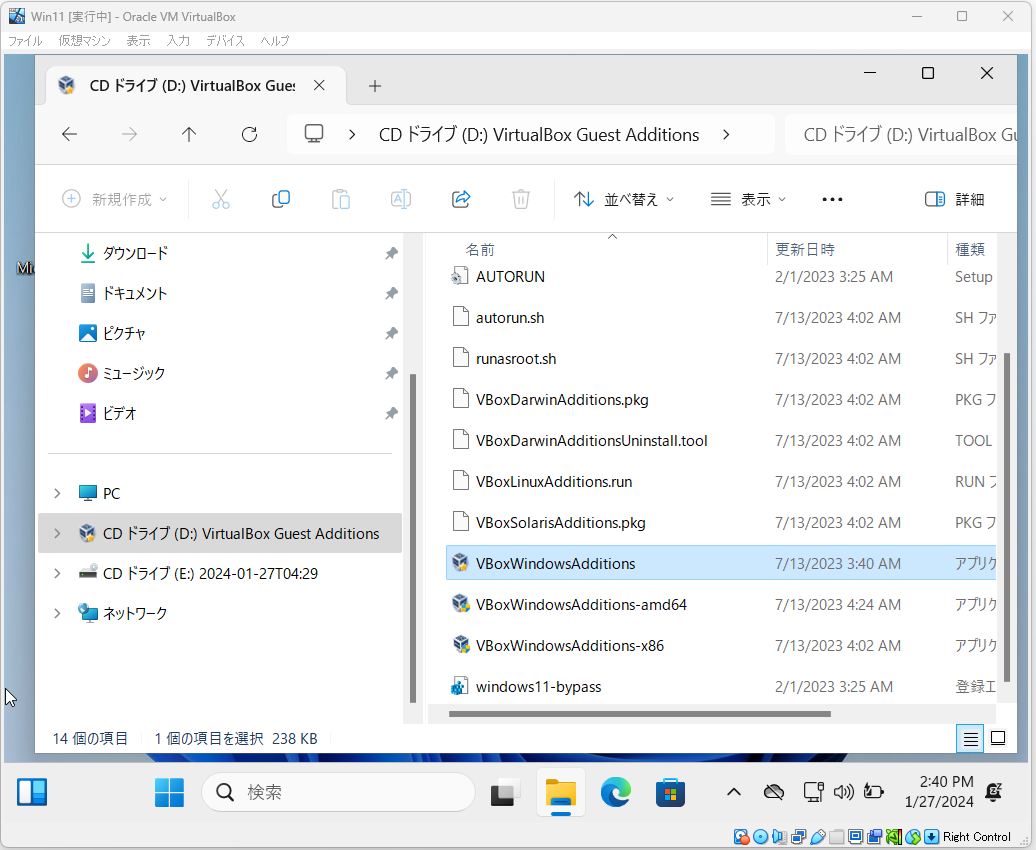 Win11 [実行中] - Oracle VM VirtualBox
ファイル 仮想マシン 表示 入力 デバイス ヘルプ
CD ドライブ (D:) VirtualBox Gues
CD ドライブ (D:) VirtualBox Guest Additions
CD ドライブ (D:) VirtualBox Gu
新規作成
並べ替え
表示
詳細
ダウンロード
ドキュメント
ピクチャ
ミュージック
ビデオ
PC
CD ドライブ (D:) VirtualBox Guest Additions
CD ドライブ (E:) 2024-01-27T04:29
ネットワーク
名前 更新日時 種類
AUTORUN 2/1/2023 3:25 AM Setup
autorun.sh 7/13/2023 4:02 AM SH ファ
runasroot.sh 7/13/2023 4:02 AM SH ファ
VBoxDarwinAdditions.pkg 7/13/2023 4:02 AM PKG フ
VBoxDarwinAdditionsUninstall.tool 7/13/2023 4:02 AM TOOL
VBoxLinuxAdditions.run 7/13/2023 4:02 AM RUN フ
VBoxSolarisAdditions.pkg 7/13/2023 4:02 AM PKG フ
VBoxWindowsAdditions 7/13/2023 3:40 AM アプリケ
VBoxWindowsAdditions-amd64 7/13/2023 4:24 AM アプリケ
VBoxWindowsAdditions-x86 7/13/2023 4:02 AM アプリケ
windows11-bypass 2/1/2023 3:25 AM 登録エ
14 個の項目 1 個の項目を選択 238 KB
検索
2:40 PM
1/27/2024
Right Control